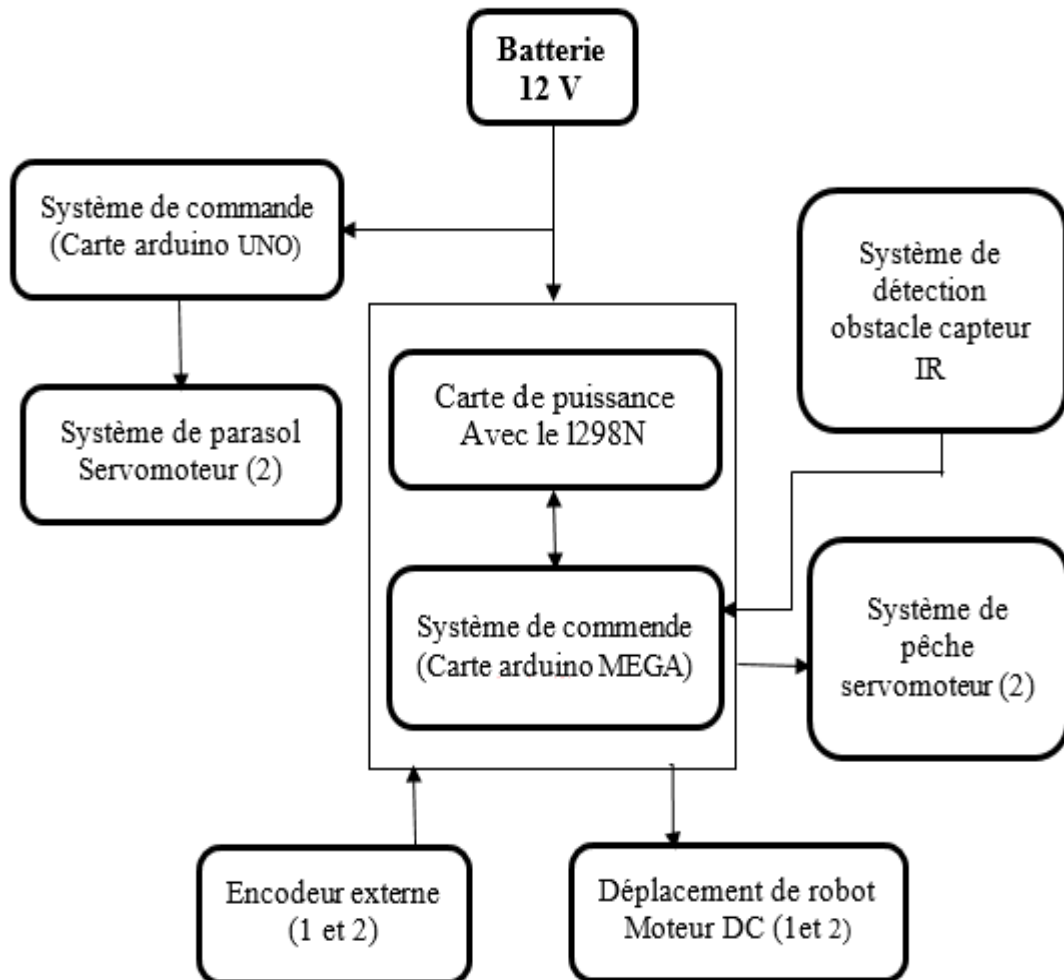 Batterie
12 V
Système de commande
(Carte arduino UNO)
Système de parasol
Servomoteur (2)
Système de
détection
obstacle capteur
IR
Carte de puissance
Avec le l298N
Système de commende
(Carte arduino MEGA)
Système de
pêche
servomoteur (2)
Encodeur externe
(1 et 2)
Déplacement de robot
Moteur DC (1et 2)